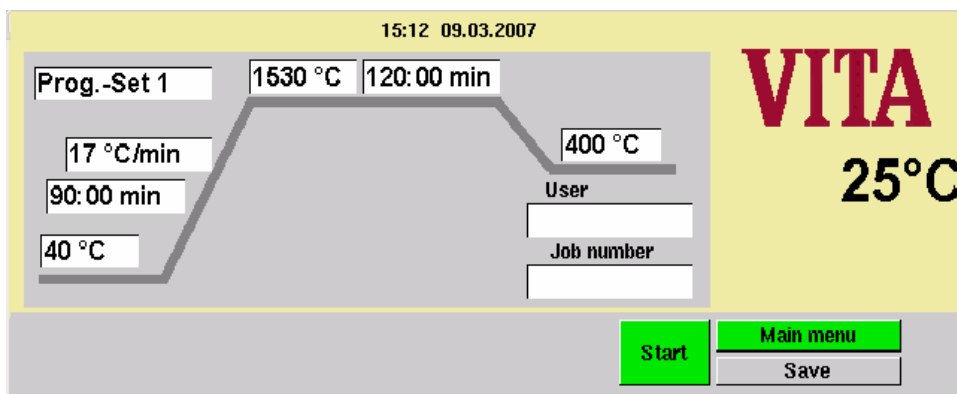 15:12 09.03.2007
Prog.-Set 1
1530 °C
120:00 min
17 °C/min
90:00 min
40 °C
400 °C
User
Job number
VITA
25°C
Start
Main menu
Save